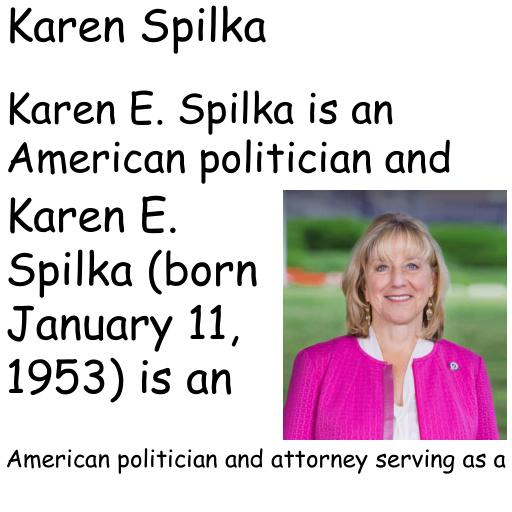 Karen Spilka
Karen E. Spilka is an
American politician and
Karen E.
Spilka (born
January 11,
1953) is an
American politician and attorney serving as a